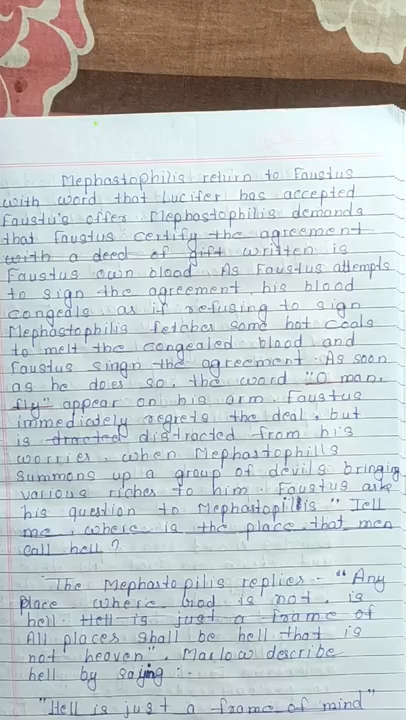 Mephastophilis return to Faustus
with word that Lucifer has accepted
Faustu's offer. Mephastophilis demands
that Faustus certify the agreement
with a deed of gift written is
Faustus own blood. As Faustus attempts
to sign the agreement, his blood
congeals as if refusing to sign
Mephastophilis fetches some hot coals
to melt the congealed blood and
Faustus singn the agreement. As soon
as he does so, the word "O man,
fly" appear on his arm. Faustus
immediately regrets the deal, but
is dracted distracted from his
worries, when Mephastophills
summons up a group of devils bringing
various riches to him. Faustus ask
his question to Mephastopillis "Tell
me, where is the place that men
call hell?
The Mephastopilis replies - "Any
place where God is not, is
hell. Hell is just a frame of
All places shall be hell that is
not heaven". Marlow describe
hell by saying :-
"Hell is just a frame of mind"